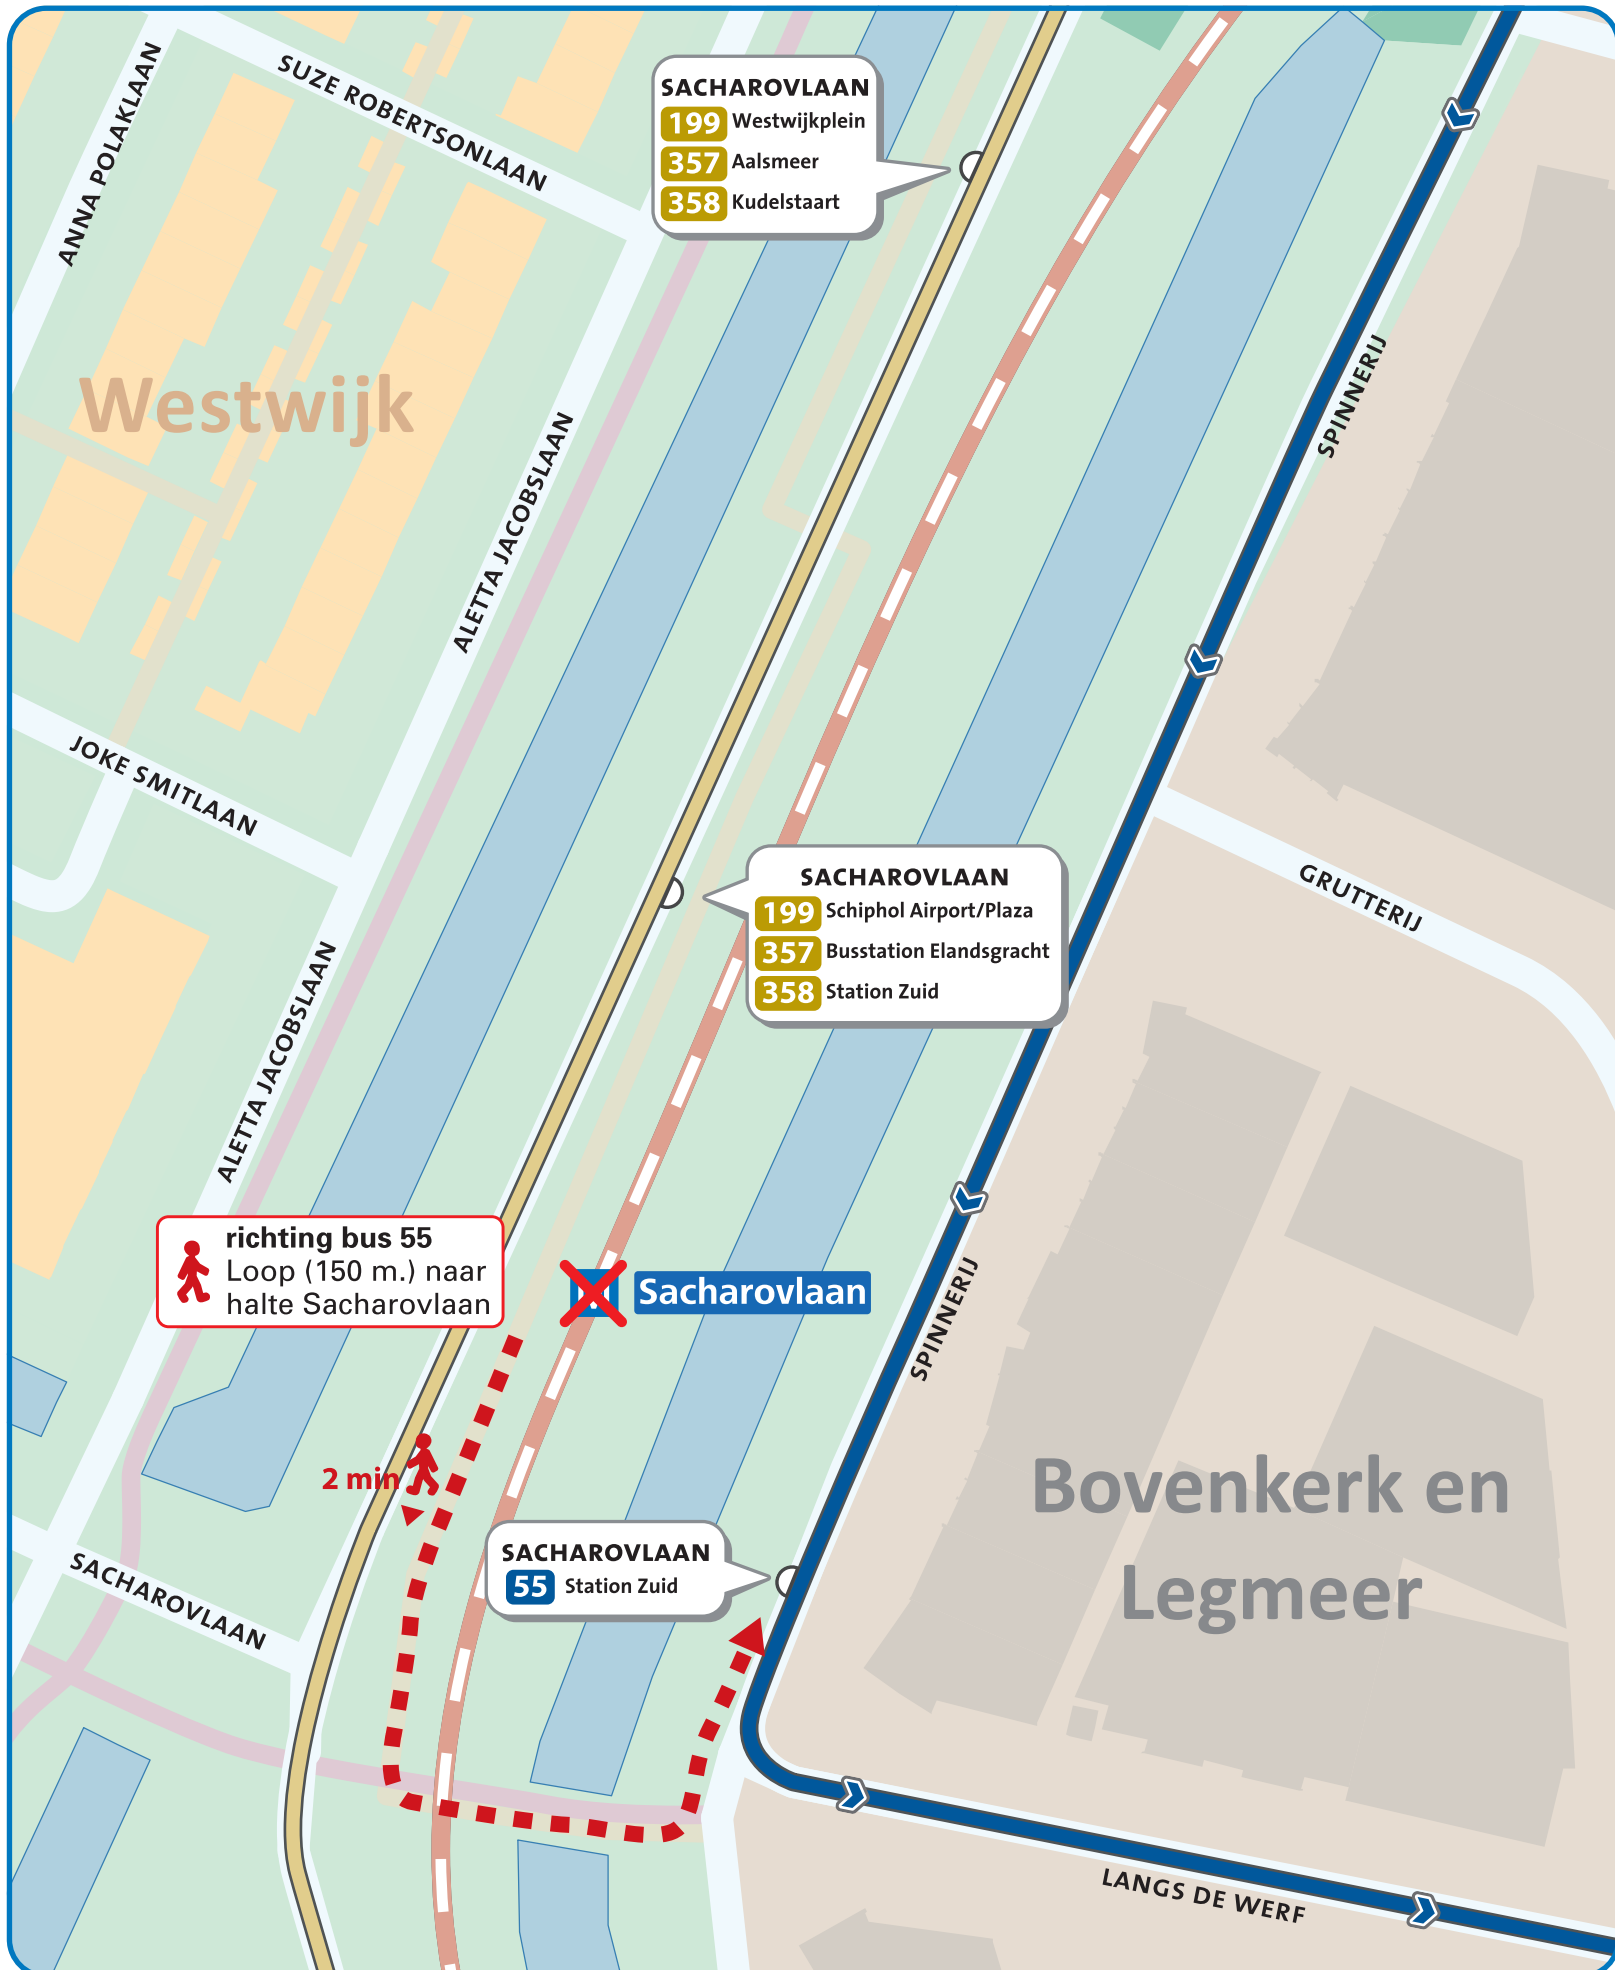 SACHAROVLAAN
199 Westwijkplein
357 Aalsmeer
358 Kudelstaart
SUZE ROBERTSONLAAN
ANNA POLAKLAAN
SPINNERIJ
Westwijk
ALETTA JACOBSLAAN
JOKE SMITLAAN
SACHAROVLAAN
199 Schiphol Airport/Plaza
357 Busstation Elandsgracht
358 Station Zuid
GRUTTERIJ
ALETTA JACOBSLAAN
richting bus 55
Loop (150 m.) naar
halte Sacharovlaan
Sacharovlaan
SPINNERIJ
2 min
Bovenkerk en
Legmeer
SACHAROVLAAN
55 Station Zuid
SACHAROVLAAN
LANGS DE WERF